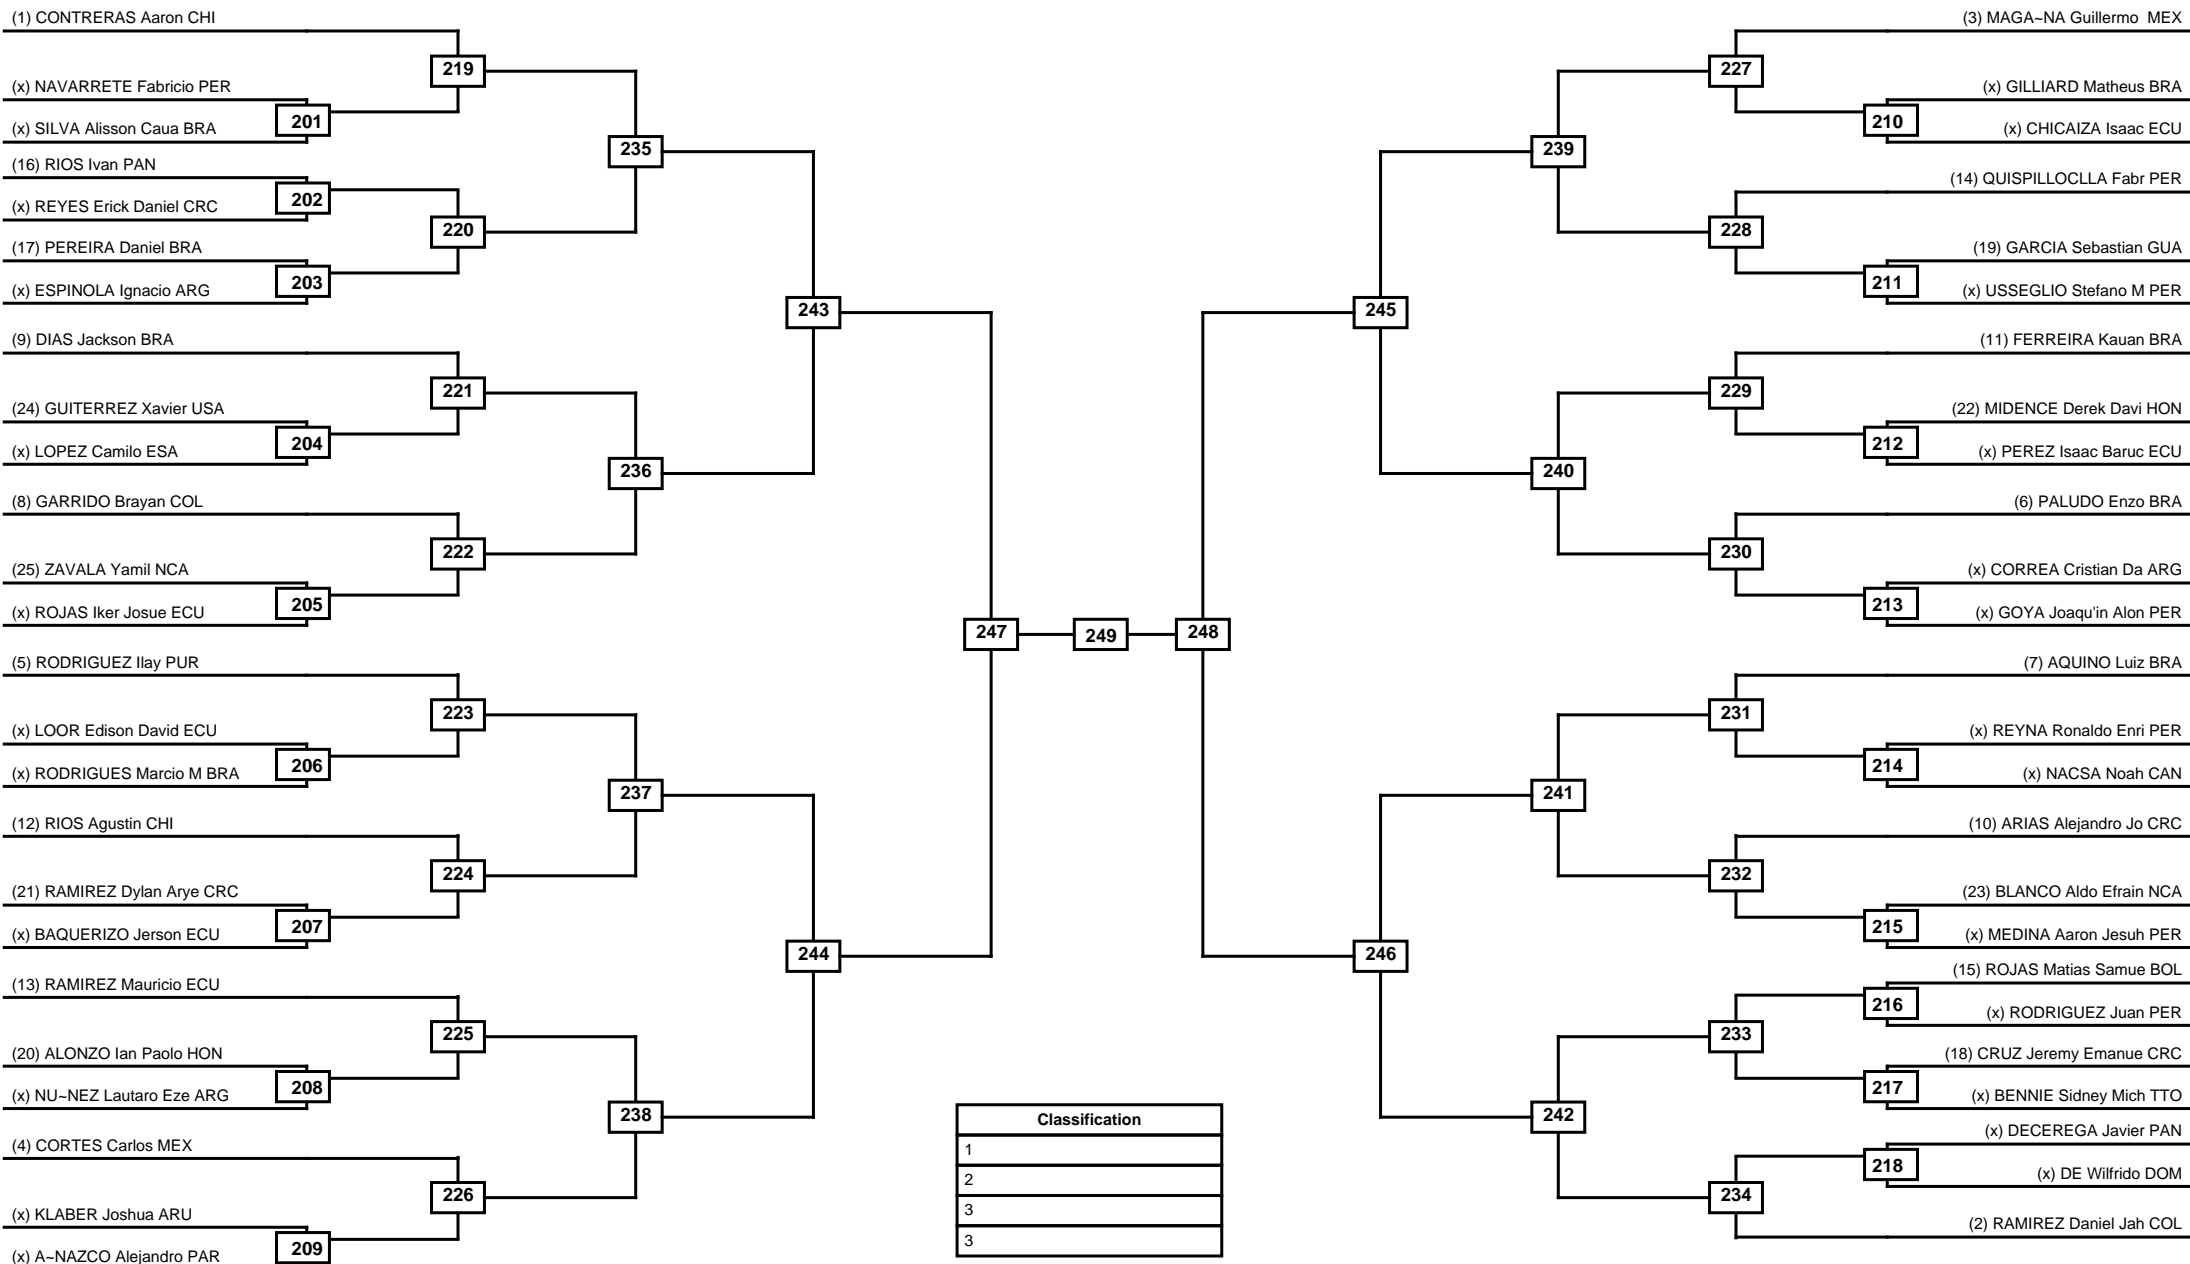 (1) CONTRERAS Aaron CHI
219
(x) NAVARRETE Fabricio PER
201
(x) SILVA Alisson Caua BRA
235
(16) RIOS Ivan PAN
202
(x) REYES Erick Daniel CRC
220
(17) PEREIRA Daniel BRA
203
(x) ESPINOLA Ignacio ARG
243
(9) DIAS Jackson BRA
221
(24) GUITERREZ Xavier USA
204
(x) LOPEZ Camilo ESA
236
(8) GARRIDO Brayan COL
222
(25) ZAVALA Yamil NCA
205
(x) ROJAS Iker Josue ECU
247
249
248
(5) RODRIGUEZ Ilay PUR
223
(x) LOOR Edison David ECU
206
(x) RODRIGUES Marcio M BRA
237
(12) RIOS Agustin CHI
224
(21) RAMIREZ Dylan Arye CRC
207
(x) BAQUERIZO Jerson ECU
244
(13) RAMIREZ Mauricio ECU
225
(20) ALONZO Ian Paolo HON
208
(x) NU~NEZ Lautaro Eze ARG
238
(4) CORTES Carlos MEX
226
(x) KLABER Joshua ARU
209
(x) A~NAZCO Alejandro PAR
(3) MAGA~NA Guillermo  MEX
227
(x) GILLIARD Matheus BRA
210
(x) CHICAIZA Isaac ECU
239
(14) QUISPILLOCLLA Fabr PER
228
(19) GARCIA Sebastian GUA
211
(x) USSEGLIO Stefano M PER
245
(11) FERREIRA Kauan BRA
229
(22) MIDENCE Derek Davi HON
212
(x) PEREZ Isaac Baruc ECU
240
(6) PALUDO Enzo BRA
230
(x) CORREA Cristian Da ARG
213
(x) GOYA Joaqu'in Alon PER
(7) AQUINO Luiz BRA
231
(x) REYNA Ronaldo Enri PER
214
(x) NACSA Noah CAN
241
(10) ARIAS Alejandro Jo CRC
232
(23) BLANCO Aldo Efrain NCA
215
(x) MEDINA Aaron Jesuh PER
246
(15) ROJAS Matias Samue BOL
216
(x) RODRIGUEZ Juan PER
233
(18) CRUZ Jeremy Emanue CRC
217
(x) BENNIE Sidney Mich TTO
242
(x) DECEREGA Javier PAN
218
(x) DE Wilfrido DOM
234
(2) RAMIREZ Daniel Jah COL
Classification
1
2
3
3